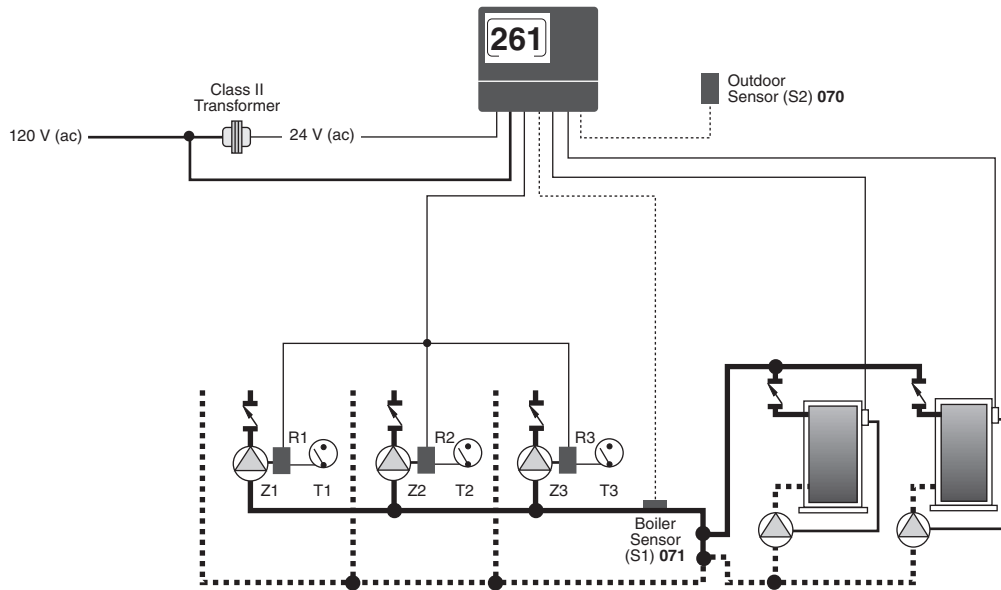 261
Class II
Transformer
Outdoor
Sensor (S2) 070
120 V (ac)
24 V (ac)
R1
R2
R3
Z1
T1
Z2
T2
Z3
T3
Boiler
Sensor
(S1) 071